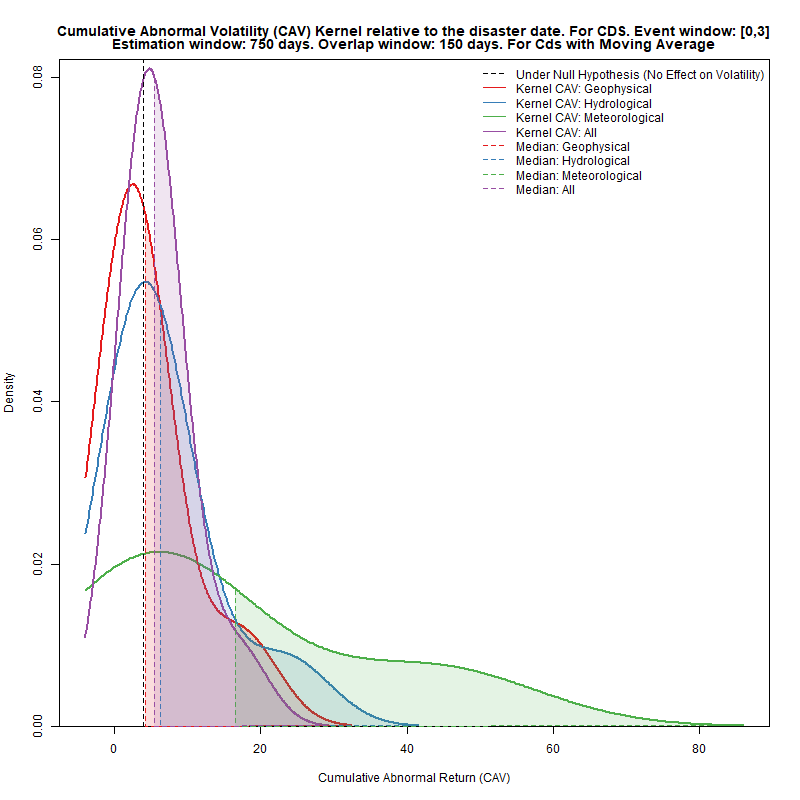 Cumulative Abnormal Volatility (CAV) Kernel relative to the disaster date. For CDS. Event window: [0,3]
Estimation window: 750 days. Overlap window: 150 days. For Cds with Moving Average
Under Null Hypothesis (No Effect on Volatility)
Kernel CAV: Geophysical
Kernel CAV: Hydrological
Kernel CAV: Meteorological
Kernel CAV: All
Median: Geophysical
Median: Hydrological
Median: Meteorological
Median: All
Density
0.08
0.06
0.04
0.02
0.00
0
20
40
60
80
Cumulative Abnormal Return (CAV)